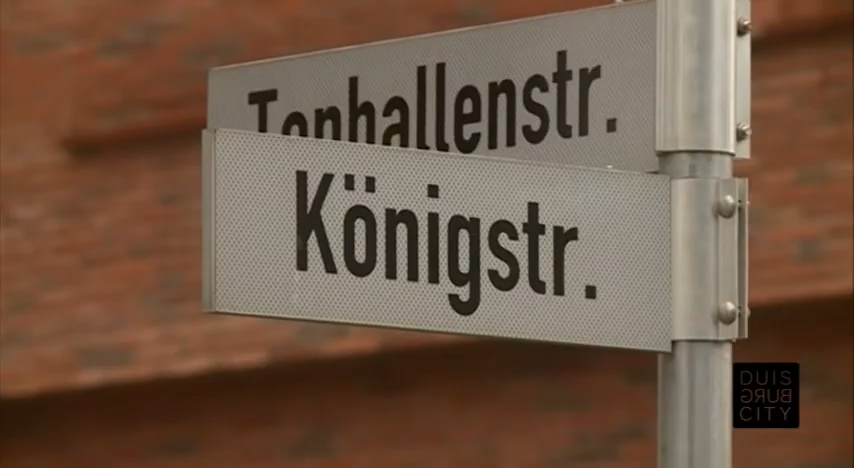 Tonhallenstr.
Königstr.
DUIS
BURG
CITY